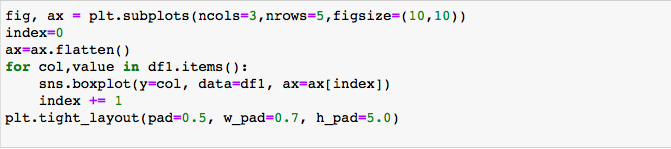 fig, ax = plt.subplots(ncols=3,nrows=5,figsize=(10,10))
index=0
ax=ax.flatten()
for col,value in df1.items():
    sns.boxplot(y=col, data=df1, ax=ax[index])
    index += 1
plt.tight_layout(pad=0.5, w_pad=0.7, h_pad=5.0)